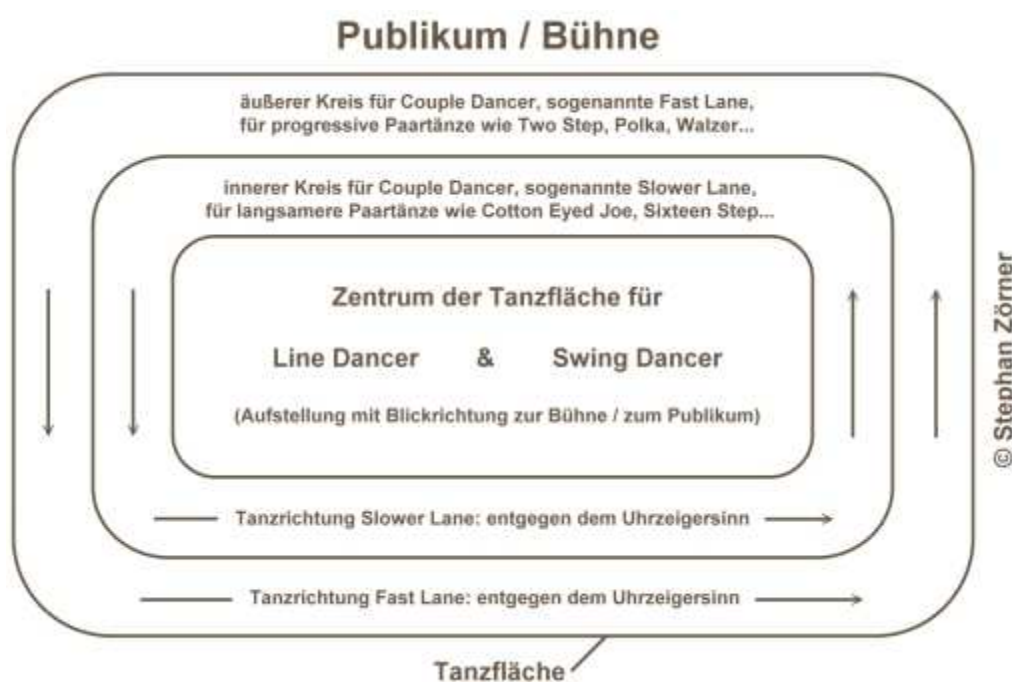 Publikum / Bühne
äußerer Kreis für Couple Dancer, sogenannte Fast Lane,
für progressive Paartänze wie Two Step, Polka, Walzer...
innerer Kreis für Couple Dancer, sogenannte Slower Lane,
für langsamere Paartänze wie Cotton Eyed Joe, Sixteen Step...
Zentrum der Tanzfläche für
Line Dancer & Swing Dancer
(Aufstellung mit Blickrichtung zur Bühne / zum Publikum)
Tanzrichtung Slower Lane: entgegen dem Uhrzeigersinn
Tanzrichtung Fast Lane: entgegen dem Uhrzeigersinn
Tanzfläche
© Stephan Zörner